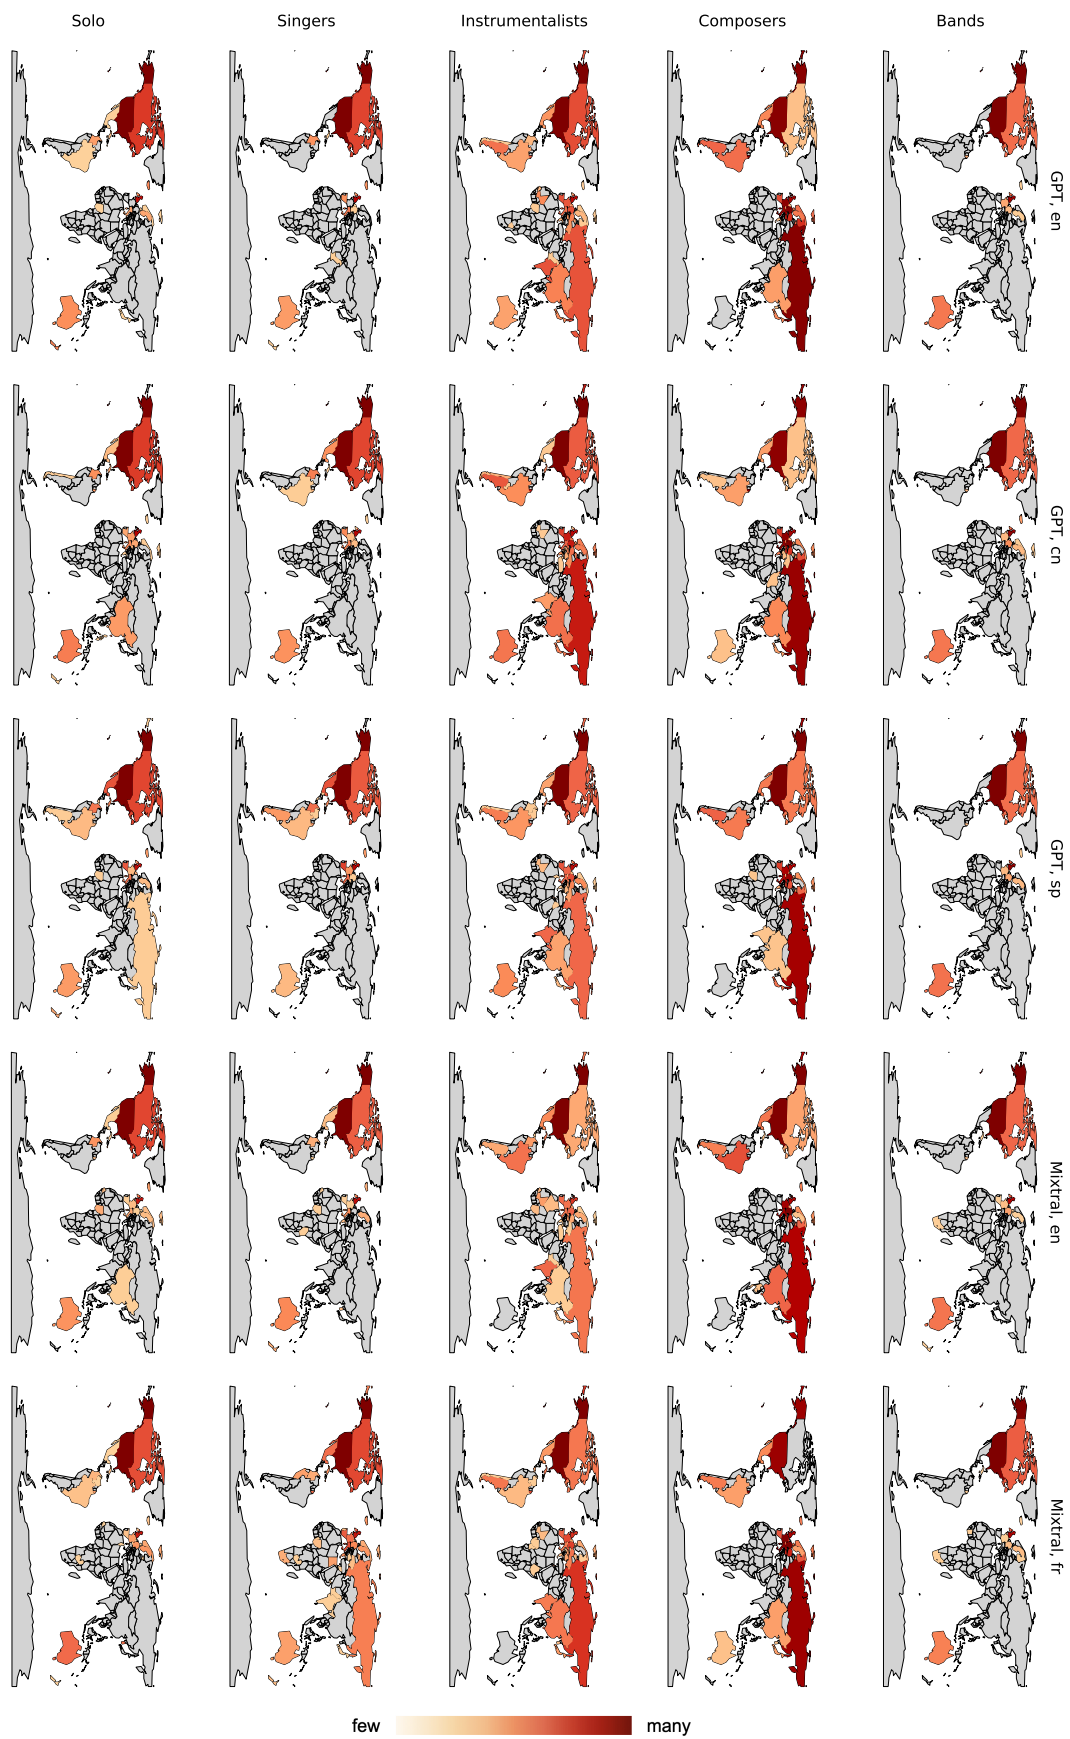 Solo
Singers
Instrumentalists
Composers
Bands
GPT, en
GPT, cn
GPT, sp
Mixtral, en
Mixtral, fr
few
many